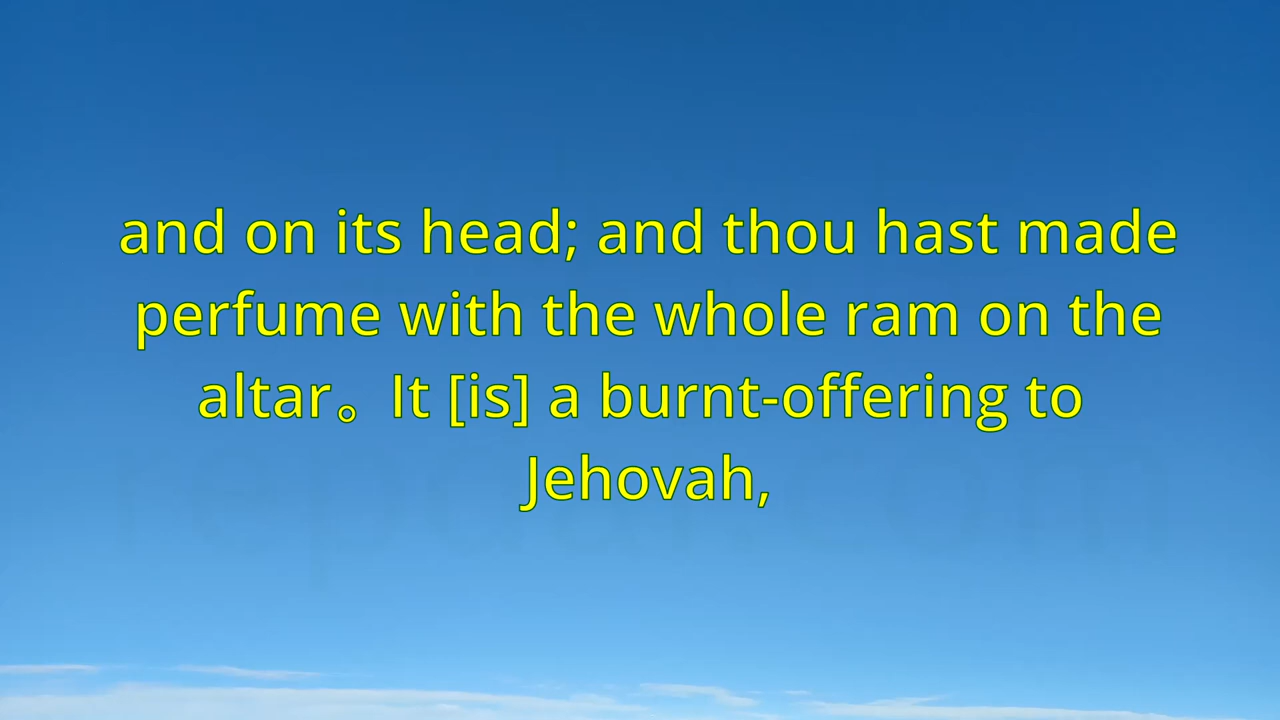 and on its head; and thou hast made
perfume with the whole ram on the
altar。 It [is] a burnt-offering to
Jehovah,